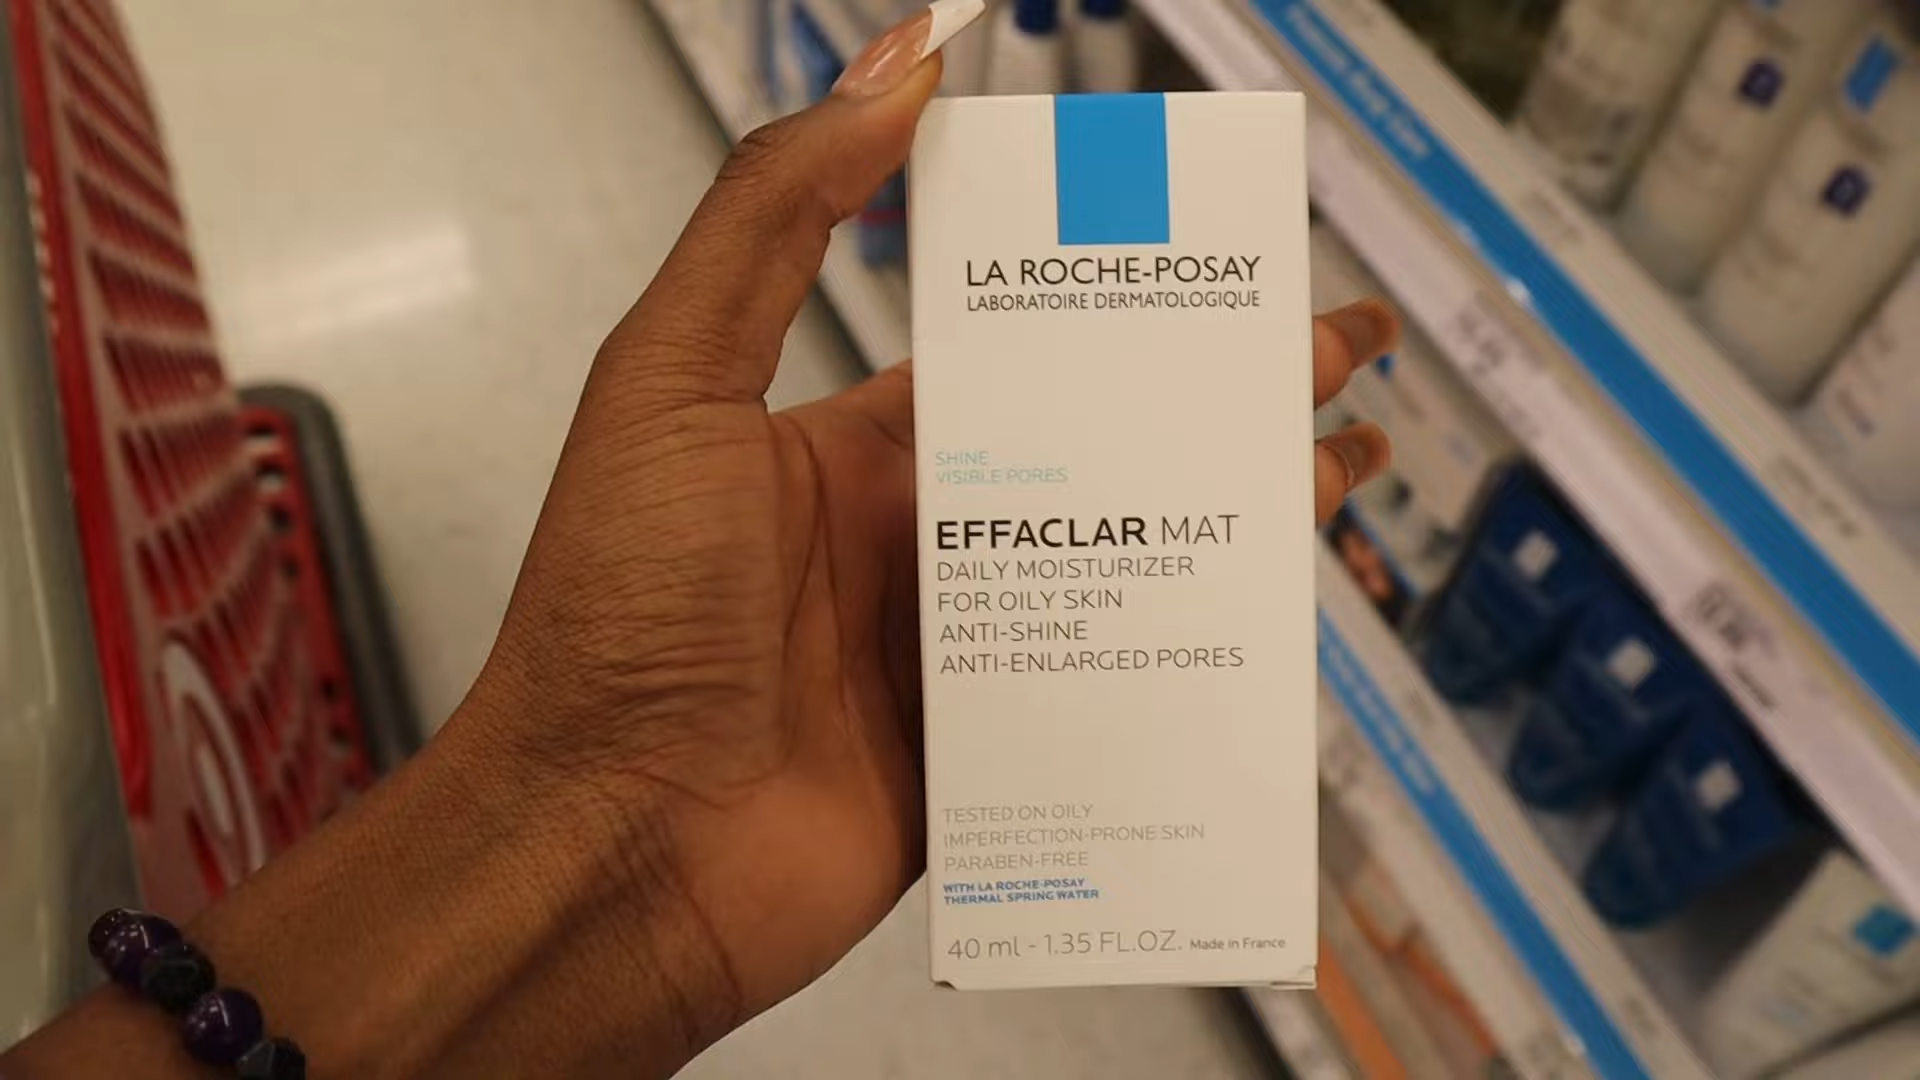 LA ROCHE-POSAY
LABORATOIRE DERMATOLOGIQUE
SHINE
VISIBLE PORES
EFFACLAR MAT
DAILY MOISTURIZER
FOR OILY SKIN
ANTI-SHINE
ANTI-ENLARGED PORES
TESTED ON OILY
IMPERFECTION-PRONE SKIN
PARABEN-FREE
WITH LA ROCHE-POSAY
THERMAL SPRING WATER
40 ml - 1.35 FL.OZ. Made in France